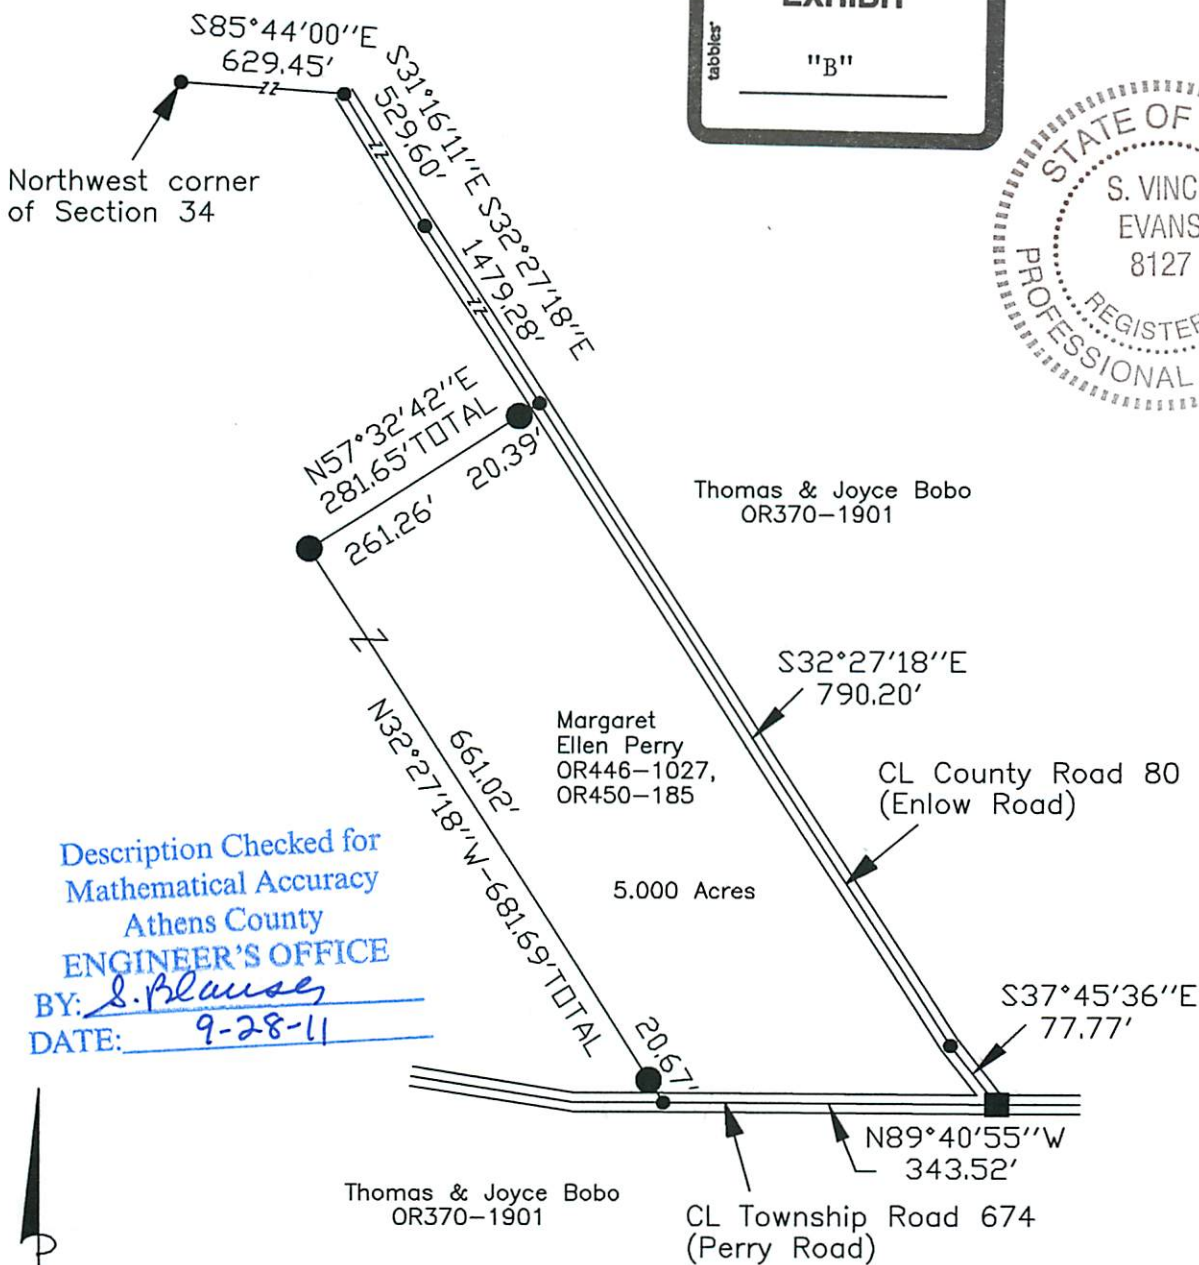 EXHIBIT
tabbies®
"B"
S85°44'00''E
629.45'
S31°16'11''E
529.60'
S32°27'18''E
1479.28'
Northwest corner
of Section 34
STATE OF
S. VINC
EVANS
8127
REGISTER
PROFESSIONAL
N57°32'42''E
281.65'TOTAL
20.39'
261.26'
Thomas & Joyce Bobo
OR370-1901
S32°27'18''E
790.20'
Margaret
Ellen Perry
OR446-1027,
OR450-185
CL County Road 80
(Enlow Road)
661.02'
N32°27'18''W-681.69'TOTAL
5.000 Acres
Description Checked for
Mathematical Accuracy
Athens County
ENGINEER'S OFFICE
BY: S. Blauser
DATE: 9-28-11
S37°45'36''E
77.77'
20.67'
N89°40'55''W
343.52'
Thomas & Joyce Bobo
OR370-1901
CL Township Road 674
(Perry Road)